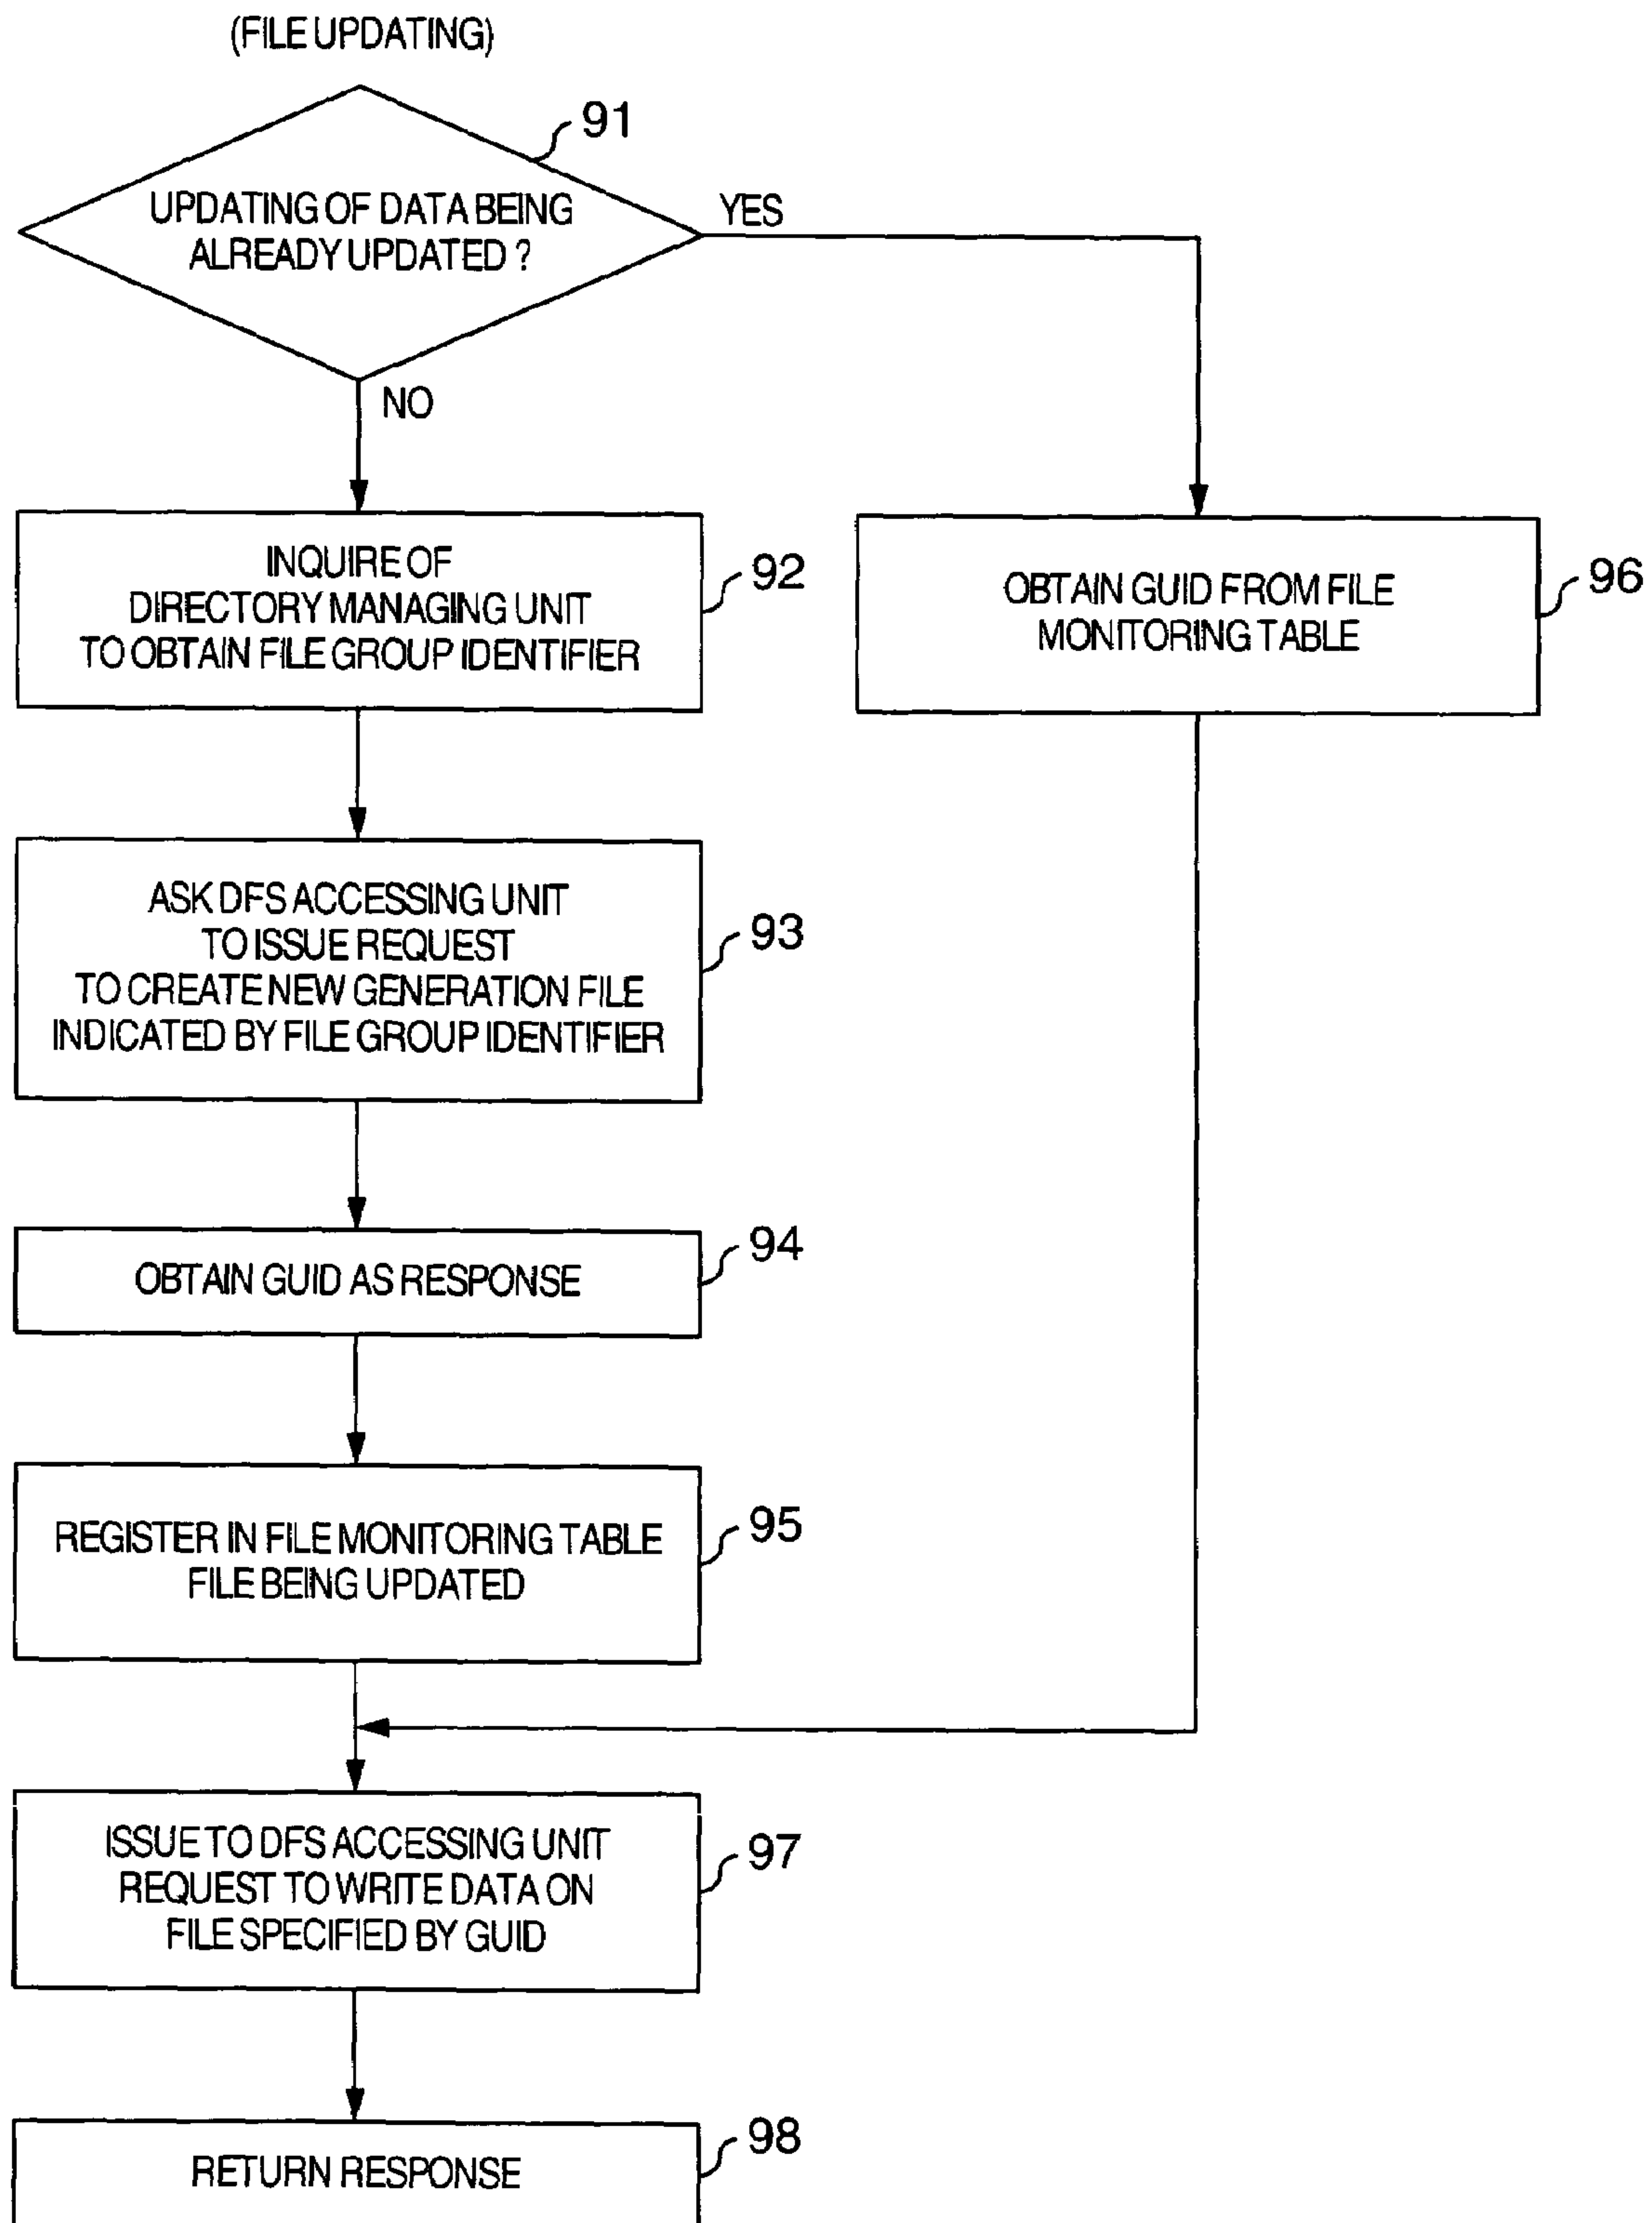 (FILE UPDATING)
91
UPDATING OF DATA BEING
ALREADY UPDATED ?
YES
NO
INQUIRE OF
DIRECTORY MANAGING UNIT
TO OBTAIN FILE GROUP IDENTIFIER
92
OBTAIN GUID FROM FILE
MONITORING TABLE
96
ASK DFS ACCESSING UNIT
TO ISSUE REQUEST
TO CREATE NEW GENERATION FILE
INDICATED BY FILE GROUP IDENTIFIER
93
OBTAIN GUID AS RESPONSE
94
REGISTER IN FILE MONITORING TABLE
FILE BEING UPDATED
95
ISSUE TO DFS ACCESSING UNIT
REQUEST TO WRITE DATA ON
FILE SPECIFIED BY GUID
97
RETURN RESPONSE
98